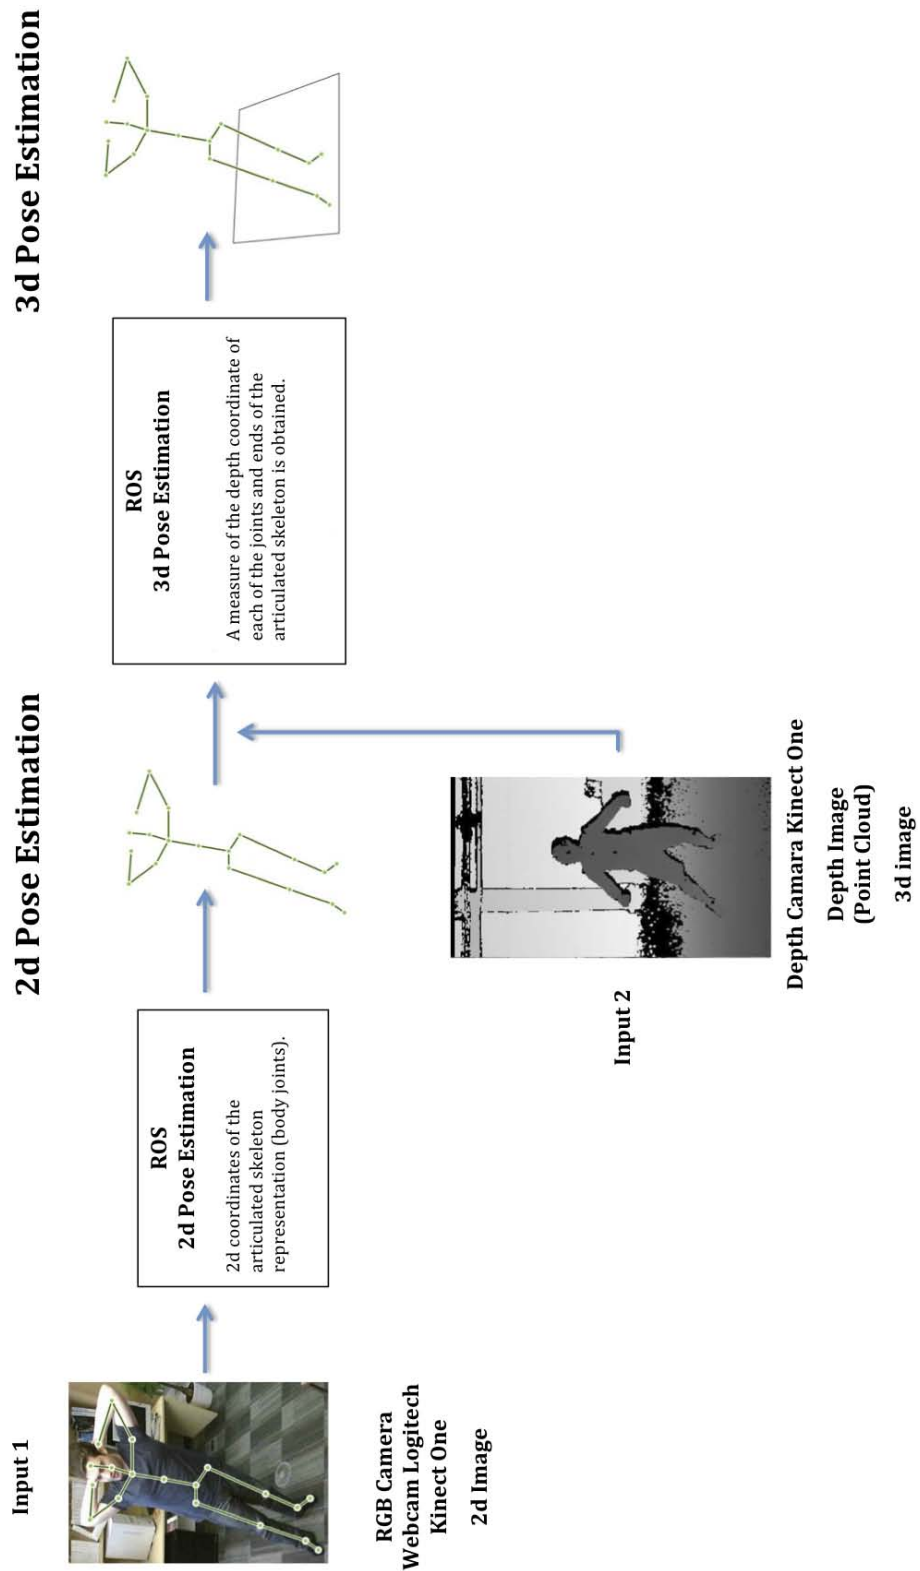 Input 1
RGB Camera
Webcam Logitech
Kinect One
2d Image
ROS
2d Pose Estimation
2d coordinates of the
articulated skeleton
representation (body joints).
2d Pose Estimation
Input 2
Depth Camara Kinect One
Depth Image
(Point Cloud)
3d image
ROS
3d Pose Estimation
A measure of the depth coordinate of
each of the joints and ends of the
articulated skeleton is obtained.
3d Pose Estimation